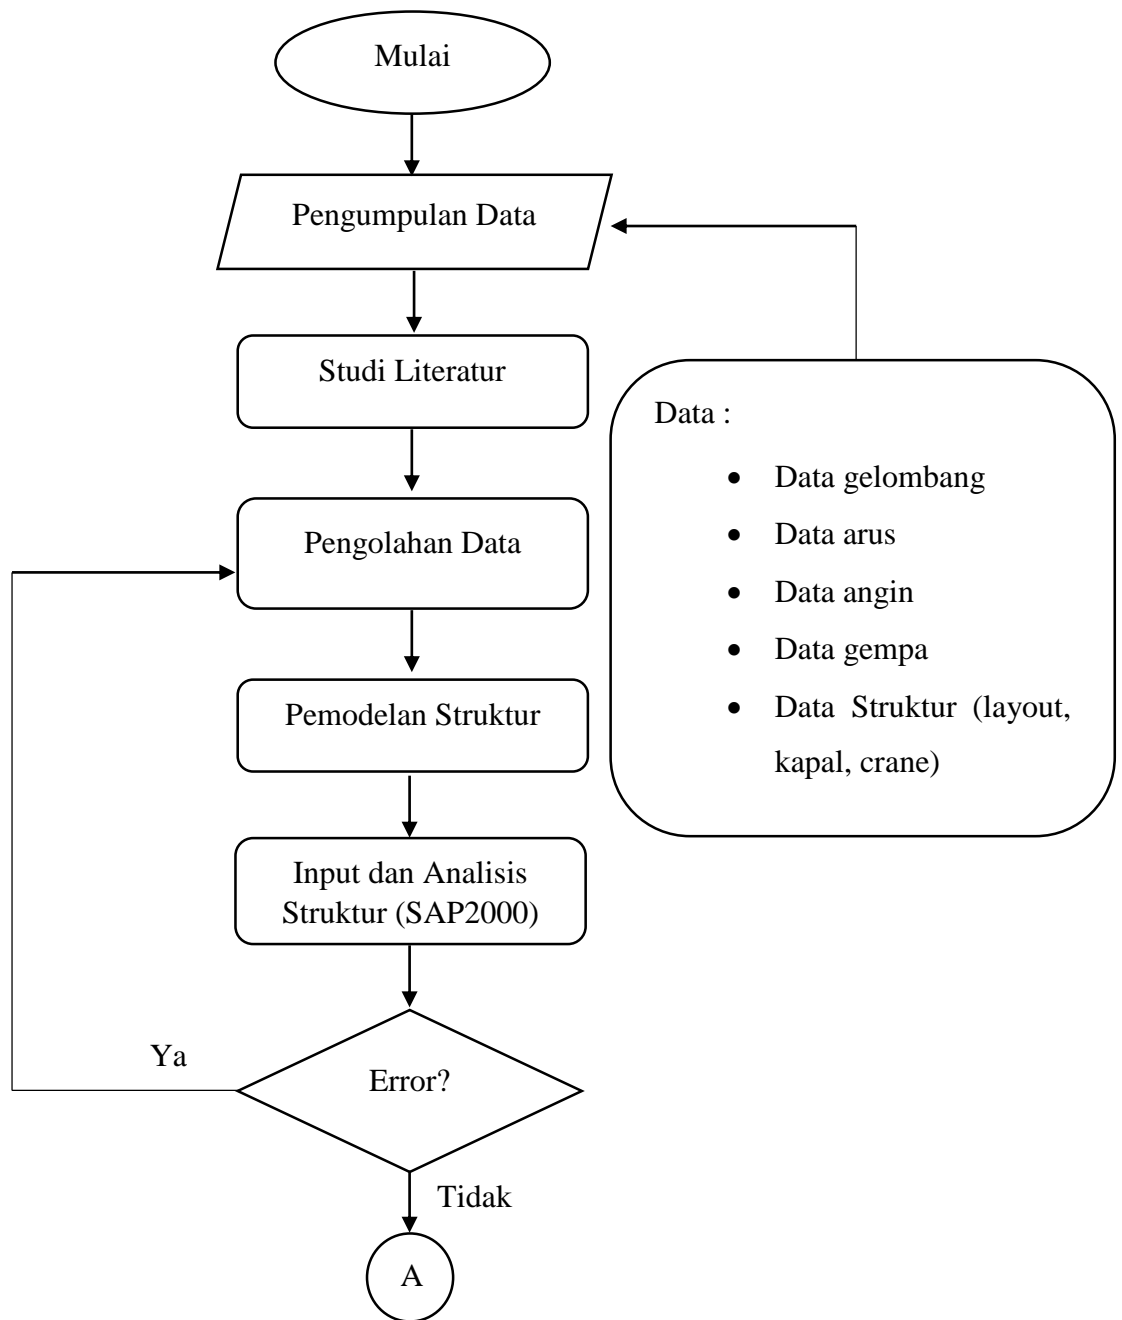 Mulai
Pengumpulan Data
Studi Literatur
Data :
• Data gelombang
Pengolahan Data
• Data arus
• Data angin
• Data gempa
Pemodelan Struktur
• Data Struktur (layout,
kapal, crane)
Input dan Analisis
Struktur (SAP2000)
Ya
Error?
Tidak
A